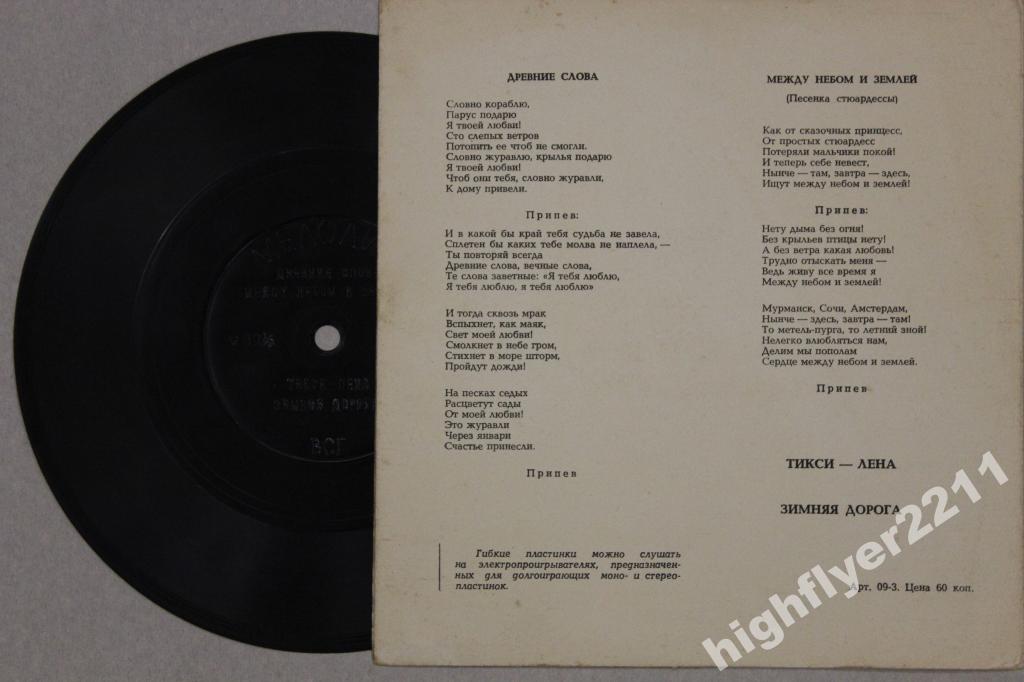 ДРЕВНИЕ СЛОВА
Словно кораблю,
Парус подарю
Я твоей любви!
Сто слепых ветров
Потопить ее чтоб не смогли.
Словно журавлю, крылья подарю
Я твоей любви!
Чтоб они тебя, словно журавли,
К дому привели.
Припев:
И в какой бы край тебя судьба не завела,
Сплетен бы каких тебе молва не наплела, —
Ты повторяй всегда
Древние слова, вечные слова,
Те слова заветные: «Я тебя люблю,
Я тебя люблю, я тебя люблю»
И тогда сквозь мрак
Вспыхнет, как маяк,
Свет моей любви!
Смолкнет в небе гром,
Стихнет в море шторм,
Пройдут дожди!
На песках седых
Расцветут сады
От моей любви!
Это журавли
Через январи
Счастье принесли.
Припев
Гибкие пластинки можно слушать
на электропроигрывателях, предназначен-
ных для долгоиграющих моно- и стерео-
пластинок.
МЕЖДУ НЕБОМ И ЗЕМЛЕЙ
(Песенка стюардессы)
Как от сказочных принцесс,
От простых стюардесс
Потеряли мальчики покой!
И теперь себе невест,
Нынче — там, завтра — здесь,
Ищут между небом и землей!
Припев:
Нету дыма без огня!
Без крыльев птицы нету!
А без ветра какая любовь!
Трудно отыскать меня —
Ведь живу все время я
Между небом и землей!
Мурманск, Сочи, Амстердам,
Нынче — здесь, завтра — там!
То метель-пурга, то летний зной!
Нелегко влюбляться нам,
Делим мы пополам
Сердце между небом и землей.
Припев
ТИКСИ — ЛЕНА
ЗИМНЯЯ ДОРОГА
Арт. 09-3. Цена 60 коп.
ВСГ
highflyer2211